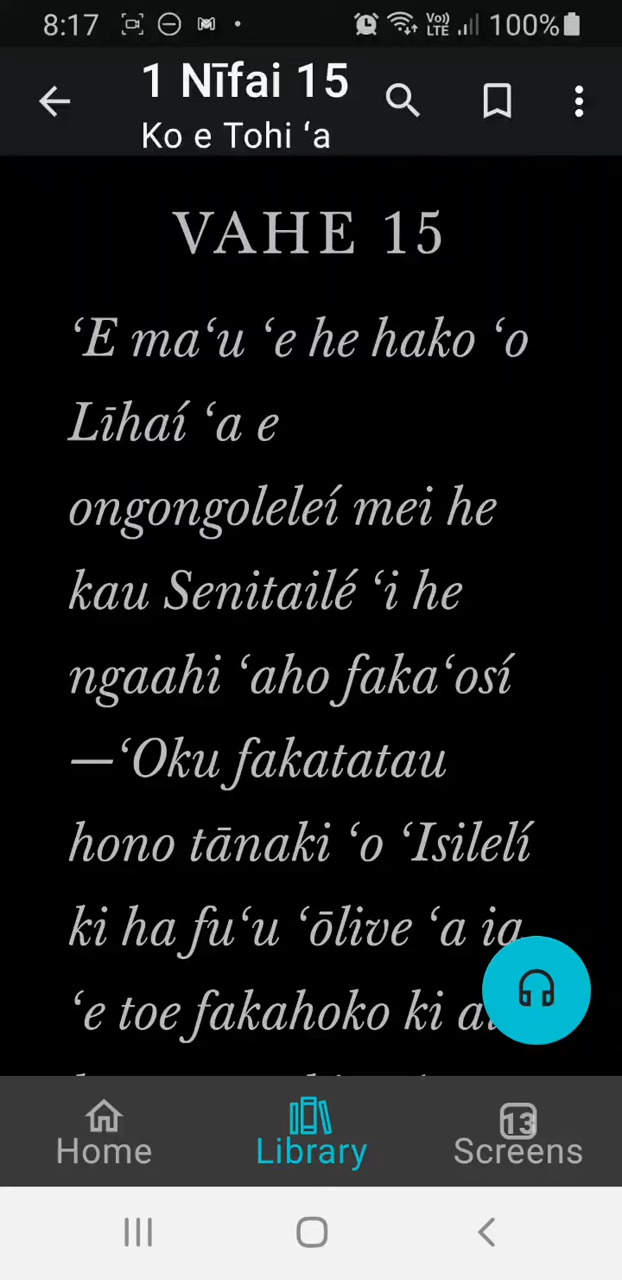 8:17
Vo))
LTE
100%
1 Nīfai 15
Ko e Tohi ʻa
VAHE 15
ʻE maʻu ʻe he hako ʻo
Līhaí ʻa e
ongongoleleí mei he
kau Senitailé ʻi he
ngaahi ʻaho fakaʻosí
—ʻOku fakatatau
hono tānaki ʻo ʻIsilelí
ki ha fuʻu ʻōlive ʻa ia
ʻe toe fakahoko ki
13
Home
Library
Screens